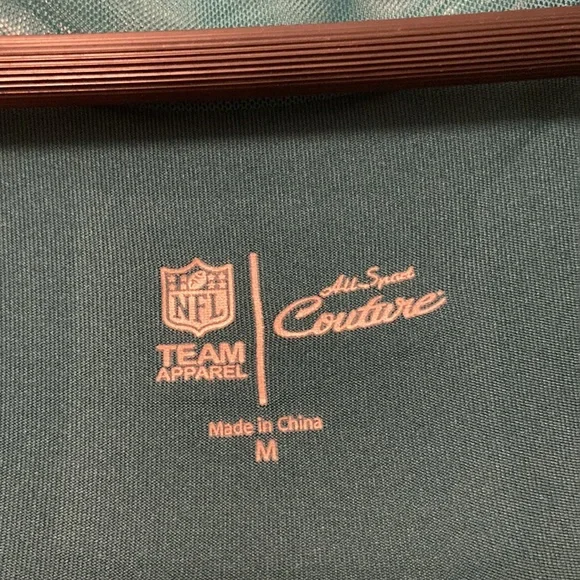 NFL
TEAM
APPAREL
All-Sport
Couture
Made in China
M